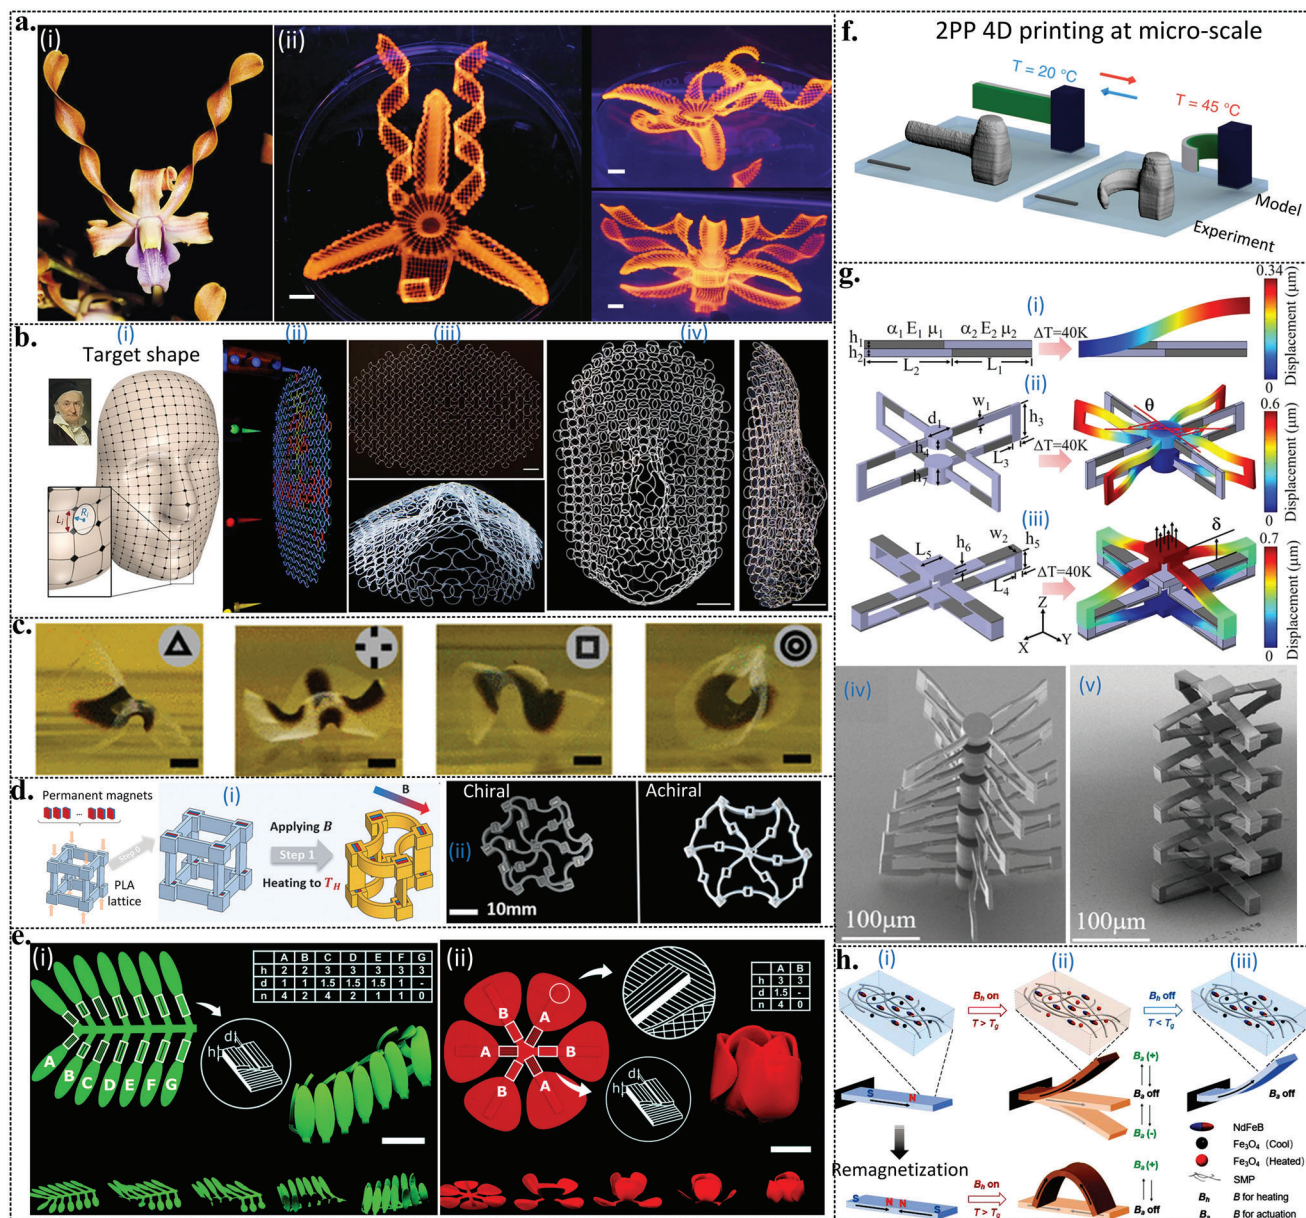 a.
(i)
(ii)
b.
(i)
Target shape
L_i
R_i
(ii)
(iii)
(iv)
c.
d.
Permanent magnets
...
Step 0
PLA
lattice
(i)
Applying B
Step 1
Heating to T_H
B
(ii)
Chiral
10mm
Achiral
e.
(i)
A B C D E F G
h 2 2 3 3 3 3 3
d 1 1 1.5 1.5 1.5 1 -
n 4 2 4 2 1 1 0
A
B
C
D
E
F
G
d
h
(ii)
A B
h 3 3
d 1.5 -
n 4 0
B
A
A
B
B
A
d
h
f.
2PP 4D printing at micro-scale
T = 20 °C
T = 45 °C
Model
Experiment
g.
(i)
α₁ E₁ μ₁
α₂ E₂ μ₂
h₁
h₂
L₂
L₁
ΔT=40K
0.34
0
Displacement (μm)
(ii)
w₁
d₁
h₃
h₄
L₃
h₇
ΔT=40K
θ
0.6
0
Displacement (μm)
(iii)
L₅
h₆
w₂
h₅
L₄
ΔT=40K
Z
X
Y
δ
0.7
0
Displacement (μm)
(iv)
100μm
(v)
100μm
h.
(i)
(ii)
(iii)
B_h on
T > T_g
B_h off
T < T_g
S
N
B_a (+)
B_a off
B_a (-)
B_a off
Remagnetization
S
N N
S
B_h on
T > T_g
B_a (+)
B_a off
NdFeB
Fe₃O₄ (Cool)
Fe₃O₄ (Heated)
SMP
B_h B for heating
B_a B for actuation